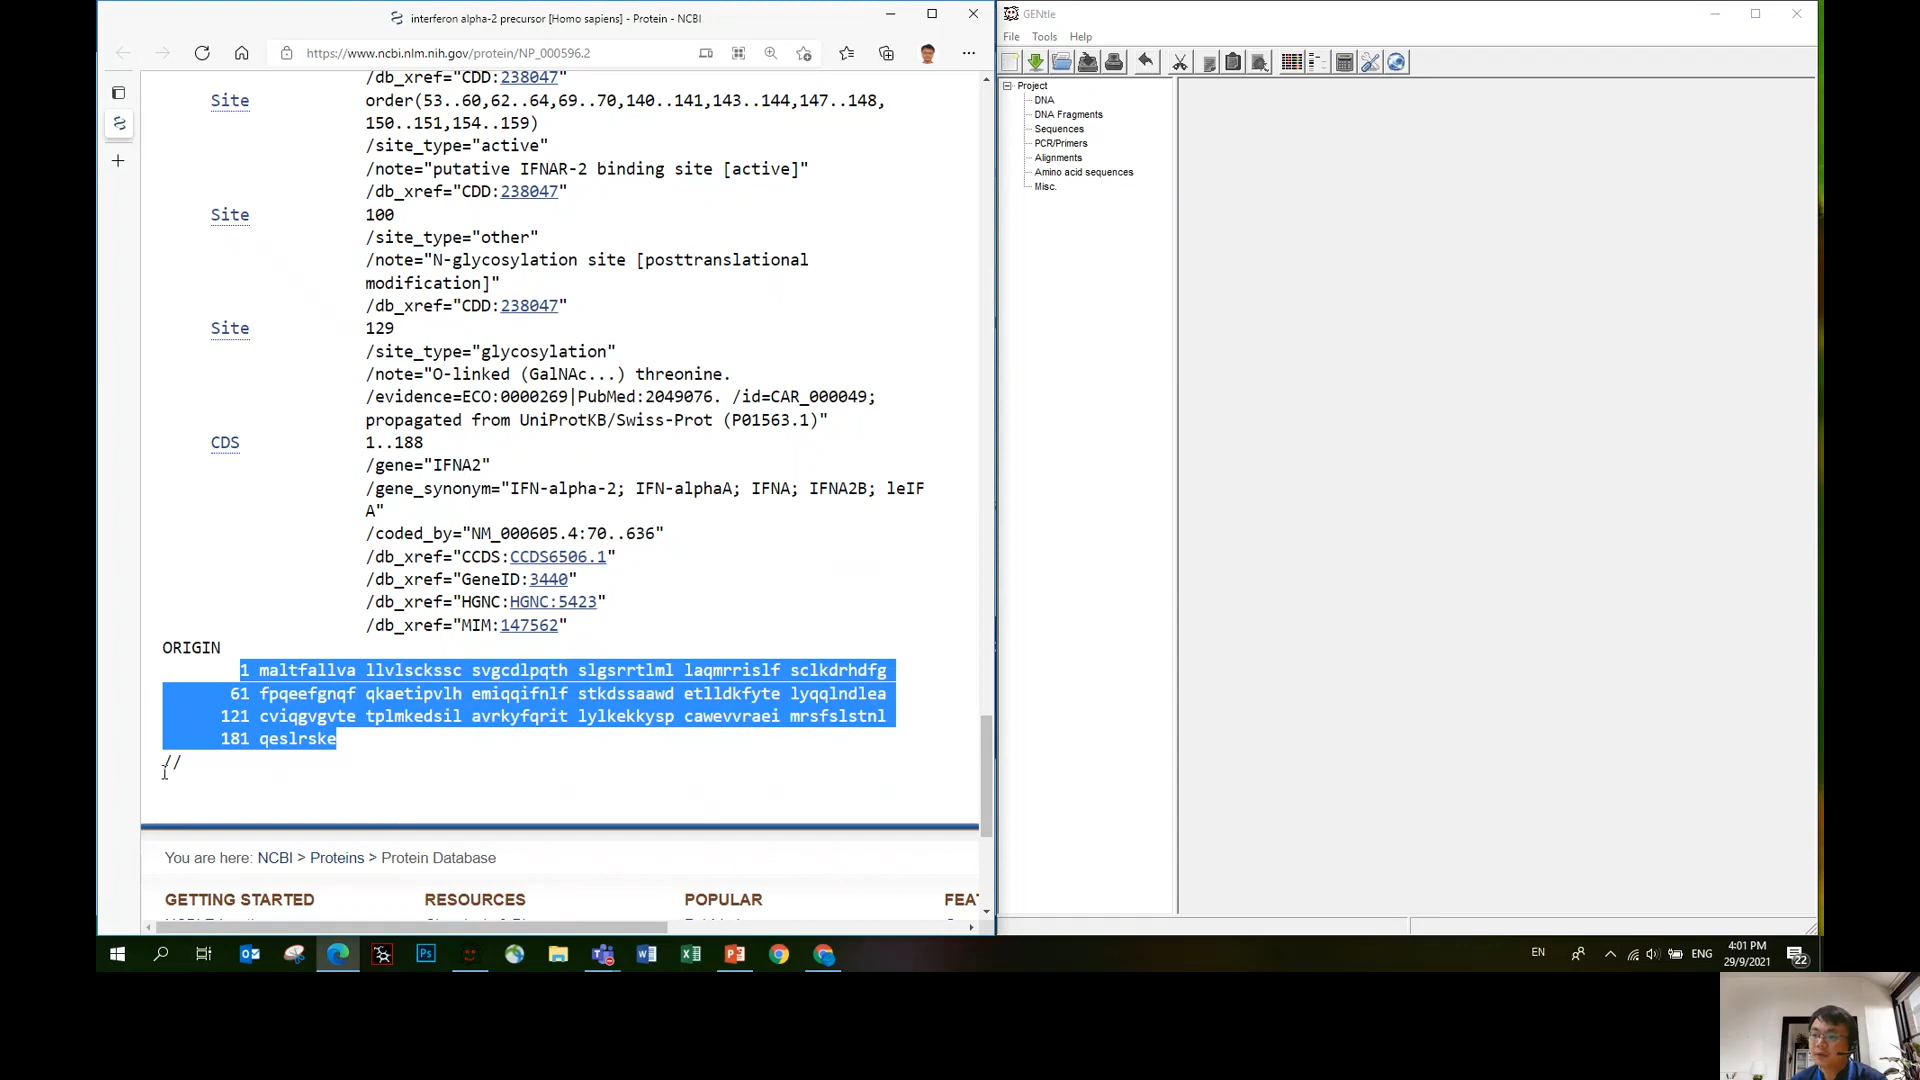 interferon alpha-2 precursor [Homo sapiens] - Protein - NCBI
https://www.ncbi.nlm.nih.gov/protein/NP_000596.2
/db_xref="CDD:238047"
Site order(53..60,62..64,69..70,140..141,143..144,147..148,
150..151,154..159)
/site_type="active"
/note="putative IFNAR-2 binding site [active]"
/db_xref="CDD:238047"
Site 100
/site_type="other"
/note="N-glycosylation site [posttranslational
modification]"
/db_xref="CDD:238047"
Site 129
/site_type="glycosylation"
/note="O-linked (GalNAc...) threonine.
/evidence=ECO:0000269|PubMed:2049076. /id=CAR_000049;
propagated from UniProtKB/Swiss-Prot (P01563.1)"
CDS 1..188
/gene="IFNA2"
/gene_synonym="IFN-alpha-2; IFN-alphaA; IFNA; IFNA2B; leIF
A"
/coded_by="NM_000605.4:70..636"
/db_xref="CCDS:CCDS6506.1"
/db_xref="GeneID:3440"
/db_xref="HGNC:HGNC:5423"
/db_xref="MIM:147562"
ORIGIN
1 maltfallva llvlsckssc svgcdlpqth slgsrrtlml laqmrrislf sclkdrhdfg
61 fpqeefgnqf qkaetipvlh emiqqifnlf stkdssaawd etlldkfyte lyqqlndlea
121 cviqgvgvte tplmkedsil avrkyfqrit lylkekkysp cawevvraei mrsfslstnl
181 qeslrske
//
You are here: NCBI > Proteins > Protein Database
GETTING STARTED RESOURCES POPULAR FEAT
GENtle
File Tools Help
Project
DNA
DNA Fragments
Sequences
PCR/Primers
Alignments
Amino acid sequences
Misc.
Ps
EN
ENG
4:01 PM
29/9/2021
22